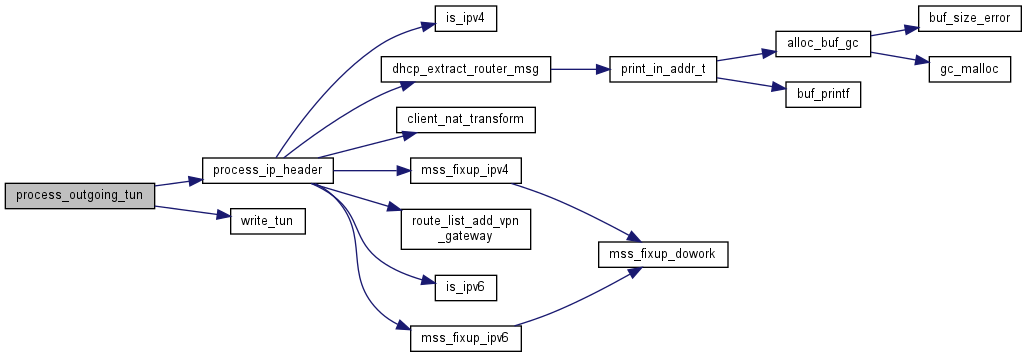 process_outgoing_tun
process_ip_header
write_tun
is_ipv4
dhcp_extract_router_msg
client_nat_transform
mss_fixup_ipv4
route_list_add_vpn
_gateway
is_ipv6
mss_fixup_ipv6
print_in_addr_t
mss_fixup_dowork
alloc_buf_gc
buf_printf
buf_size_error
gc_malloc